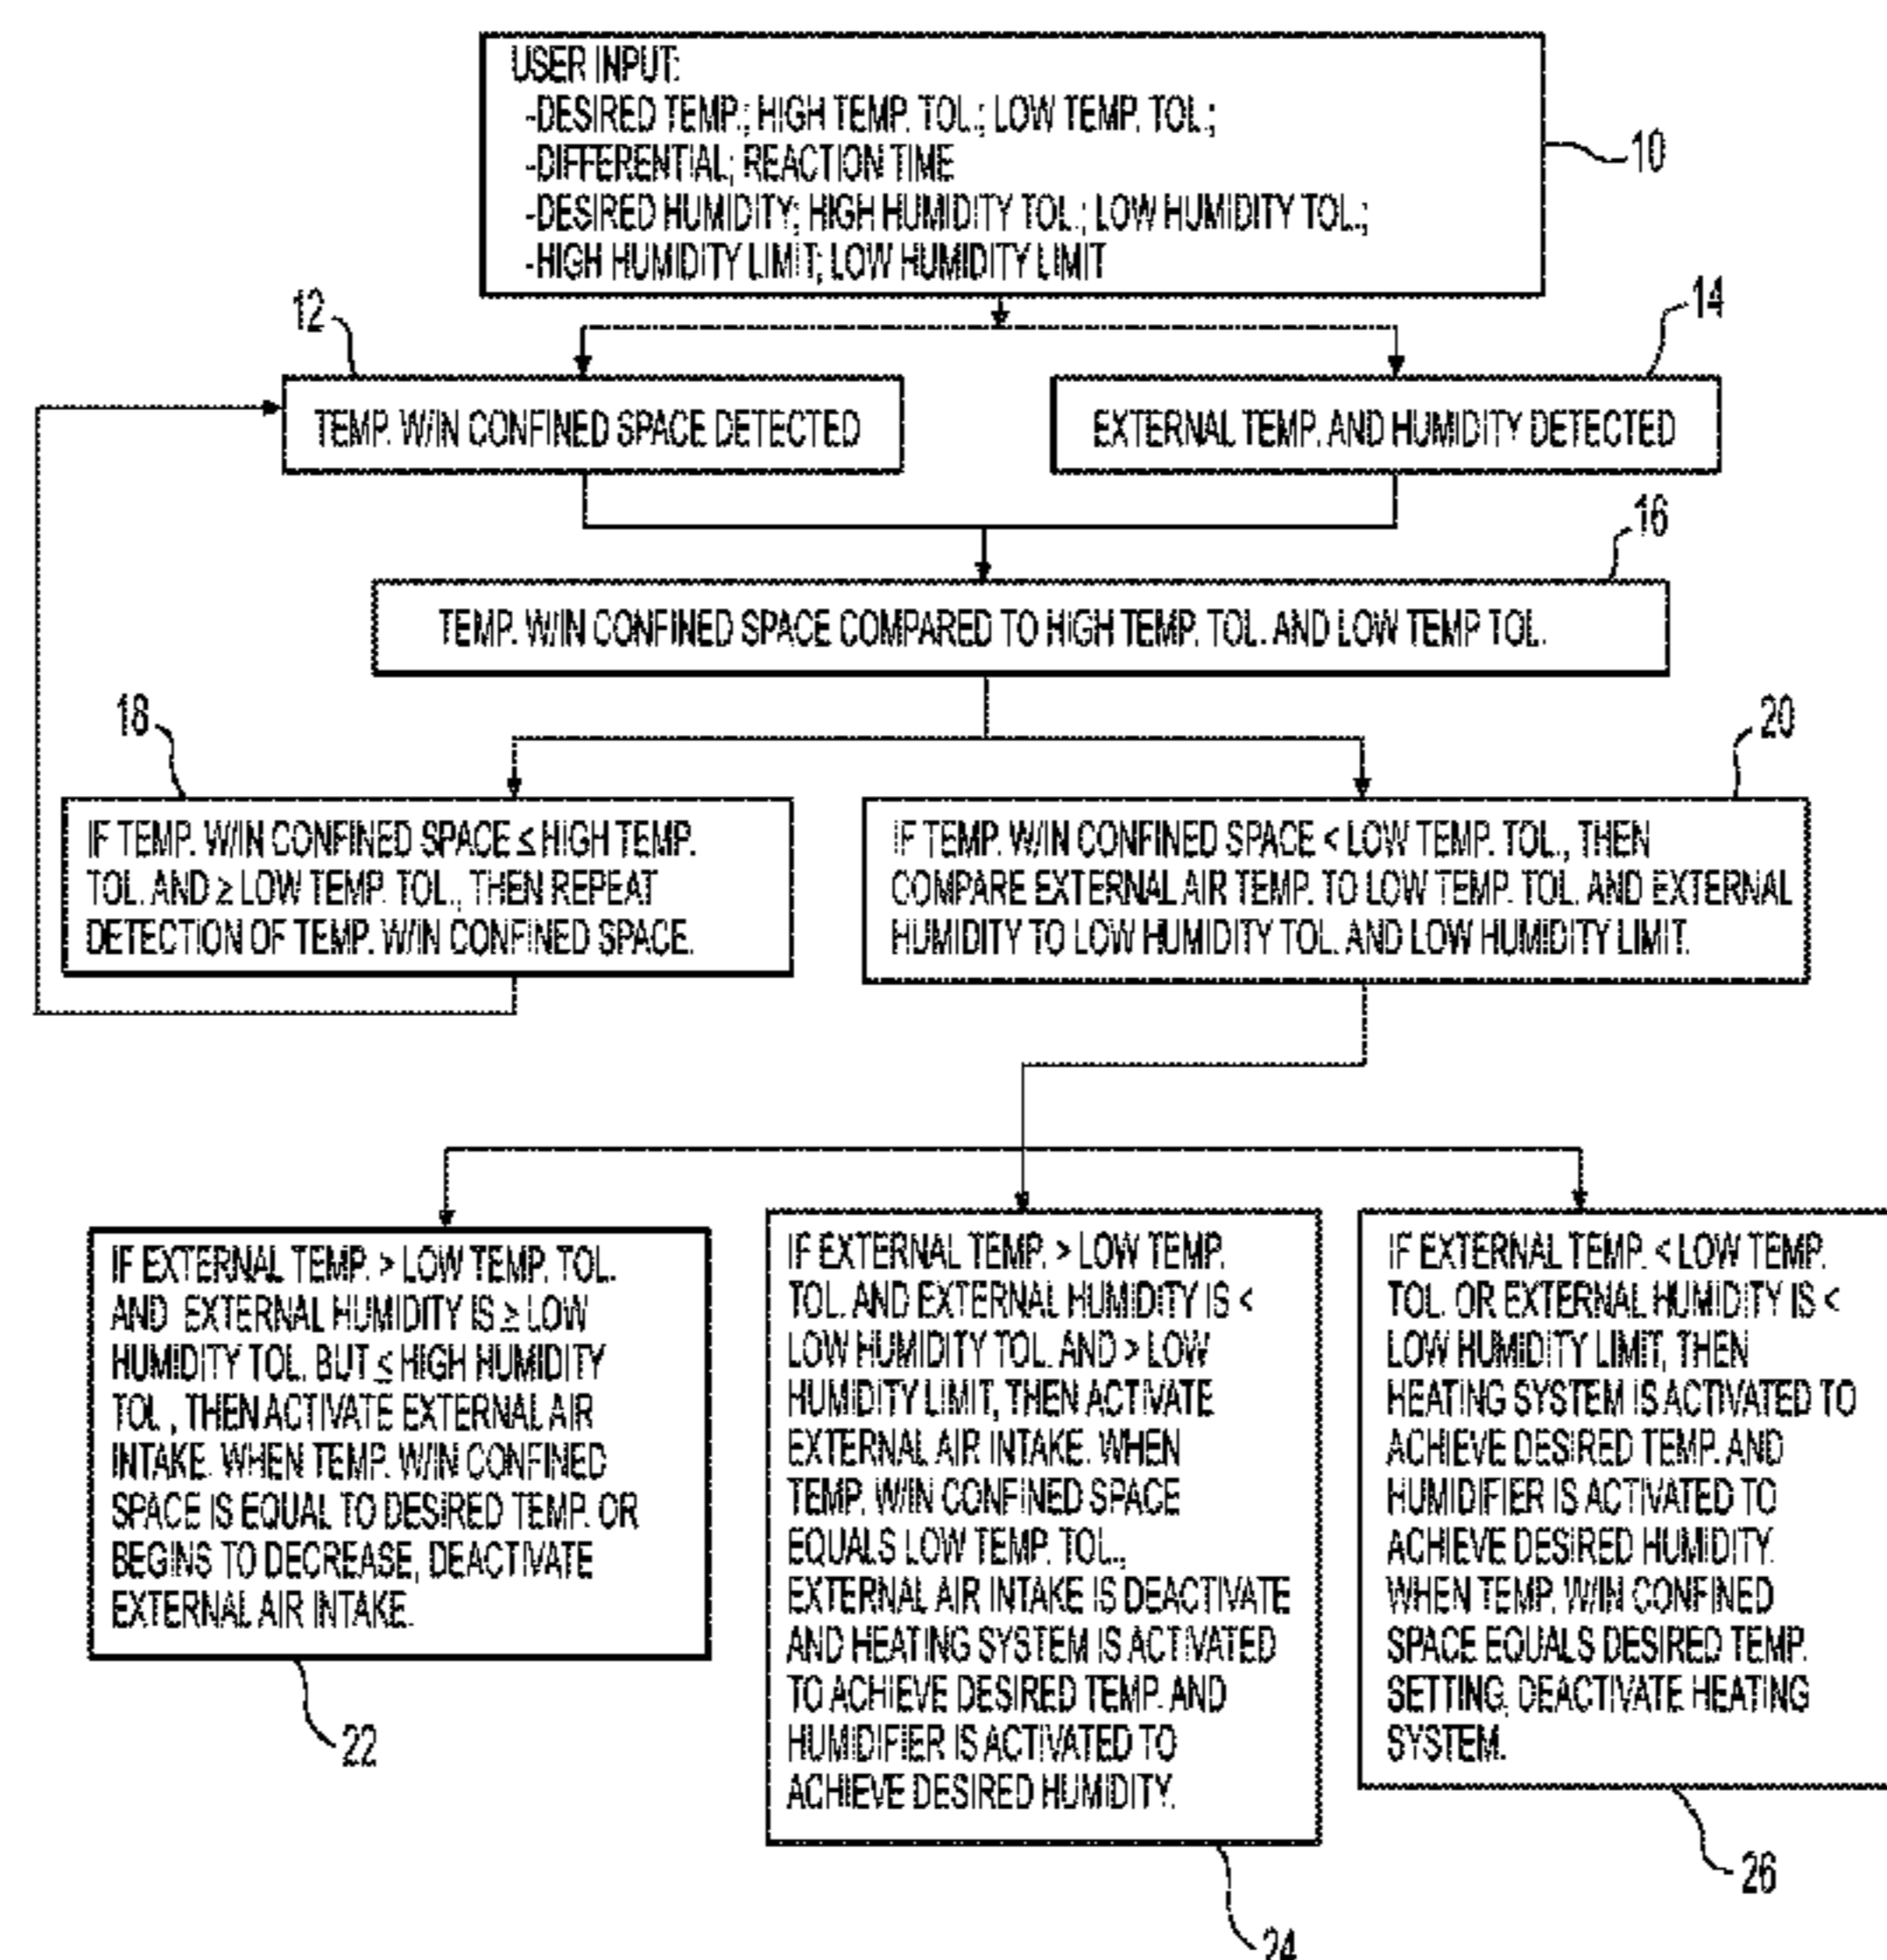 USER INPUT:
-DESIRED TEMP.; HIGH TEMP. TOL.; LOW TEMP. TOL.;
-DIFFERENTIAL; REACTION TIME
-DESIRED HUMIDITY; HIGH HUMIDITY TOL.; LOW HUMIDITY TOL.;
-HIGH HUMIDITY LIMIT; LOW HUMIDITY LIMIT
10
12
14
TEMP. W/IN CONFINED SPACE DETECTED
EXTERNAL TEMP. AND HUMIDITY DETECTED
16
TEMP. W/IN CONFINED SPACE COMPARED TO HIGH TEMP. TOL. AND LOW TEMP TOL.
18
20
IF TEMP. W/IN CONFINED SPACE ≤ HIGH TEMP.
TOL. AND ≥ LOW TEMP. TOL., THEN REPEAT
DETECTION OF TEMP. W/IN CONFINED SPACE.
IF TEMP. W/IN CONFINED SPACE < LOW TEMP. TOL., THEN
COMPARE EXTERNAL AIR TEMP. TO LOW TEMP. TOL. AND EXTERNAL
HUMIDITY TO LOW HUMIDITY TOL. AND LOW HUMIDITY LIMIT.
IF EXTERNAL TEMP. > LOW TEMP. TOL.
AND EXTERNAL HUMIDITY IS ≥ LOW
HUMIDITY TOL. BUT ≤ HIGH HUMIDITY
TOL., THEN ACTIVATE EXTERNAL AIR
INTAKE. WHEN TEMP. W/IN CONFINED
SPACE IS EQUAL TO DESIRED TEMP. OR
BEGINS TO DECREASE, DEACTIVATE
EXTERNAL AIR INTAKE.
22
IF EXTERNAL TEMP. > LOW TEMP.
TOL. AND EXTERNAL HUMIDITY IS <
LOW HUMIDITY TOL. AND > LOW
HUMIDITY LIMIT, THEN ACTIVATE
EXTERNAL AIR INTAKE. WHEN
TEMP. W/IN CONFINED SPACE
EQUALS LOW TEMP. TOL.,
EXTERNAL AIR INTAKE IS DEACTIVATE
AND HEATING SYSTEM IS ACTIVATED
TO ACHIEVE DESIRED TEMP. AND
HUMIDIFIER IS ACTIVATED TO
ACHIEVE DESIRED HUMIDITY.
24
IF EXTERNAL TEMP. < LOW TEMP.
TOL. OR EXTERNAL HUMIDITY IS <
LOW HUMIDITY LIMIT, THEN
HEATING SYSTEM IS ACTIVATED TO
ACHIEVE DESIRED TEMP. AND
HUMIDIFIER IS ACTIVATED TO
ACHIEVE DESIRED HUMIDITY.
WHEN TEMP. W/IN CONFINED
SPACE EQUALS DESIRED TEMP.
SETTING, DEACTIVATE HEATING
SYSTEM.
26